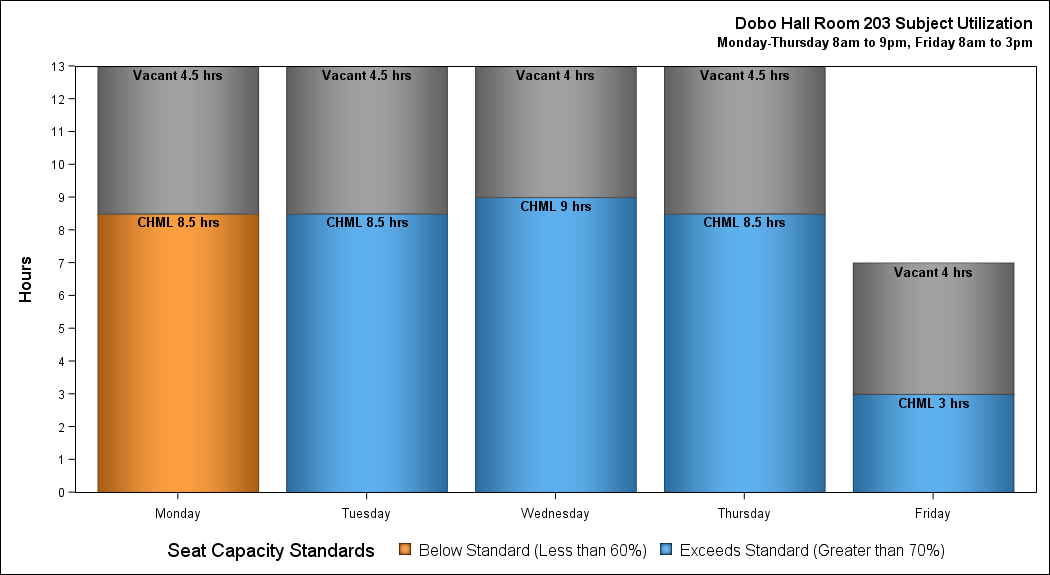 Dobo Hall Room 203 Subject Utilization
Monday-Thursday 8am to 9pm, Friday 8am to 3pm
Hours
13
12
11
10
9
8
7
6
5
4
3
2
1
0
Vacant 4.5 hrs
CHML 8.5 hrs
Vacant 4.5 hrs
CHML 8.5 hrs
Vacant 4 hrs
CHML 9 hrs
Vacant 4.5 hrs
CHML 8.5 hrs
Vacant 4 hrs
CHML 3 hrs
Monday
Tuesday
Wednesday
Thursday
Friday
Seat Capacity Standards
Below Standard (Less than 60%)
Exceeds Standard (Greater than 70%)